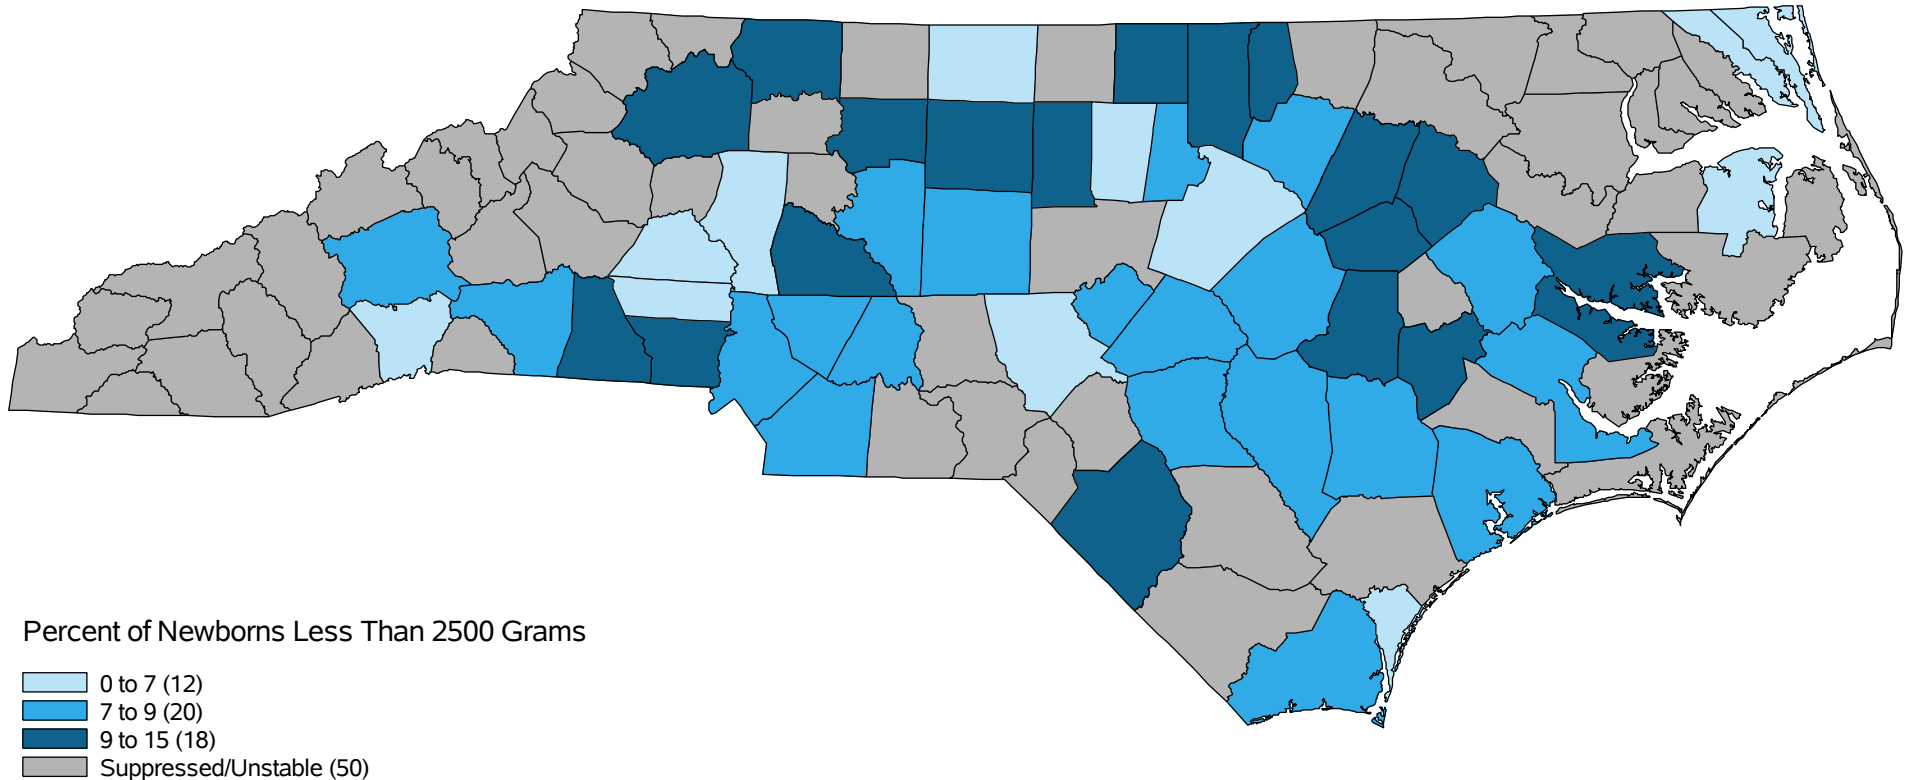 Percent of Newborns Less Than 2500 Grams
0 to 7 (12)
7 to 9 (20)
9 to 15 (18)
Suppressed/Unstable (50)